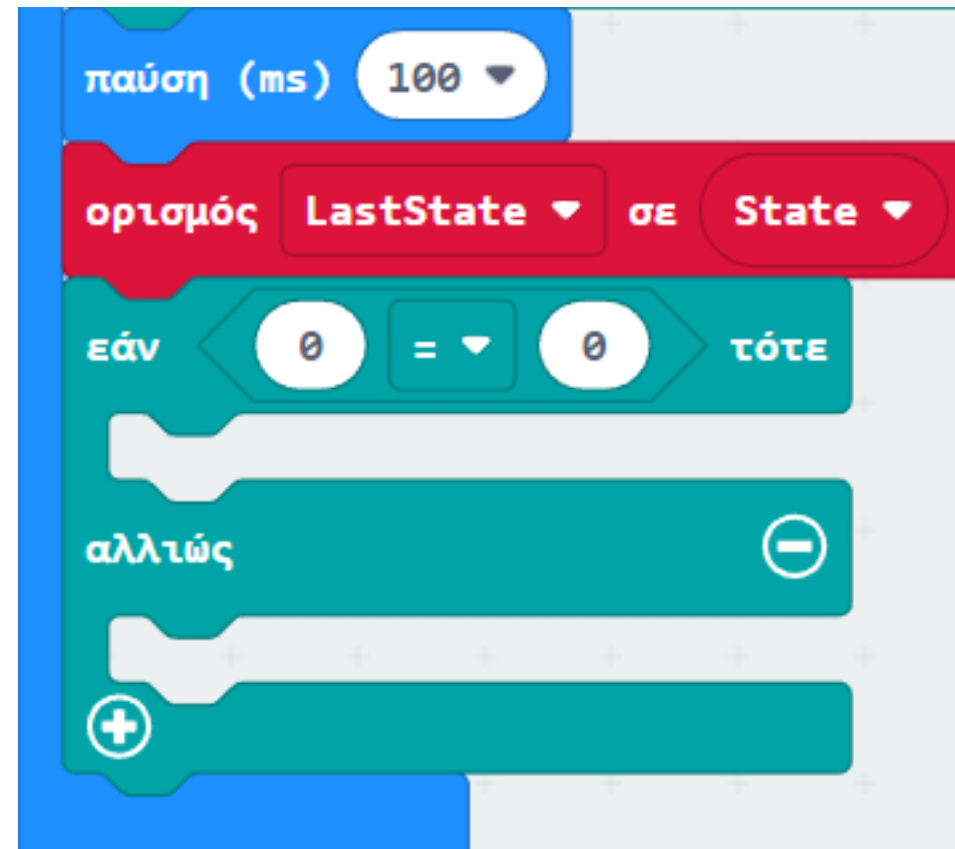 παύση (ms) 100
ορισμός LastState σε State
εάν 0 = 0 τότε
αλλιώς